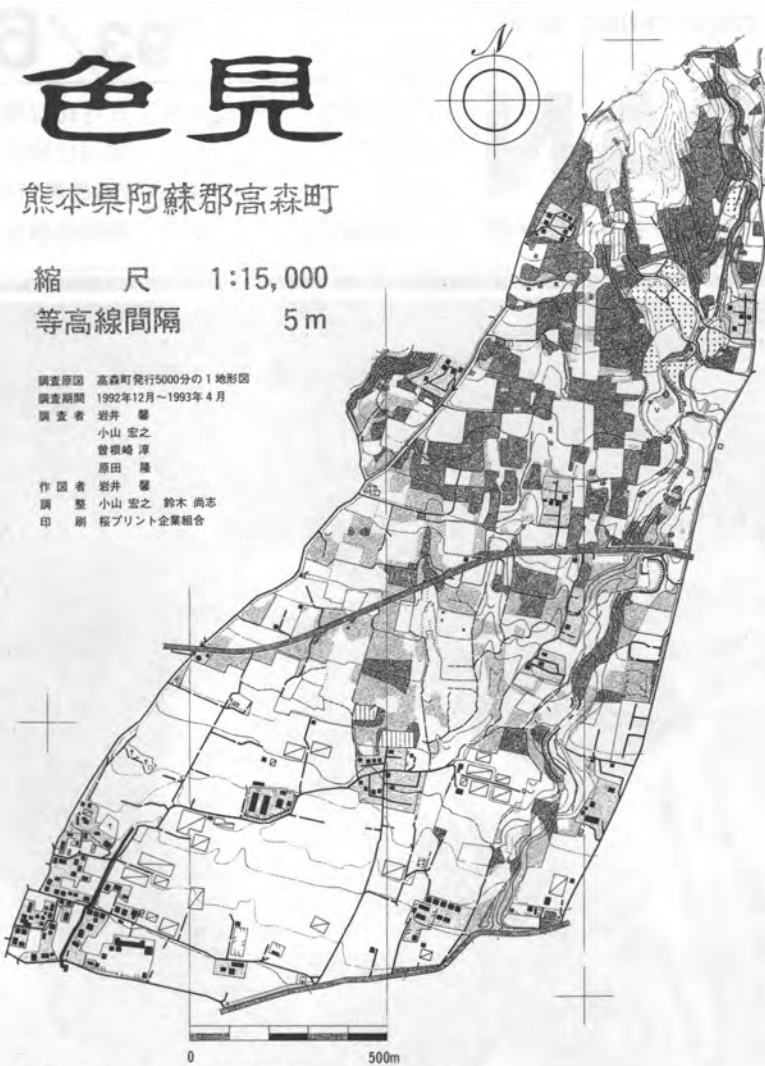 色見
N
熊本県阿蘇郡高森町
縮 尺 1:15,000
等高線間隔 5m
調査原図 高森町発行5000分の1地形図
調査期間 1992年12月~1993年4月
調査者 岩井 馨
小山 宏之
曽根崎 淳
原田 隆
作図者 岩井 馨
調 整 小山 宏之 鈴木 尚志
印 刷 桜プリント企業組合
0 500m